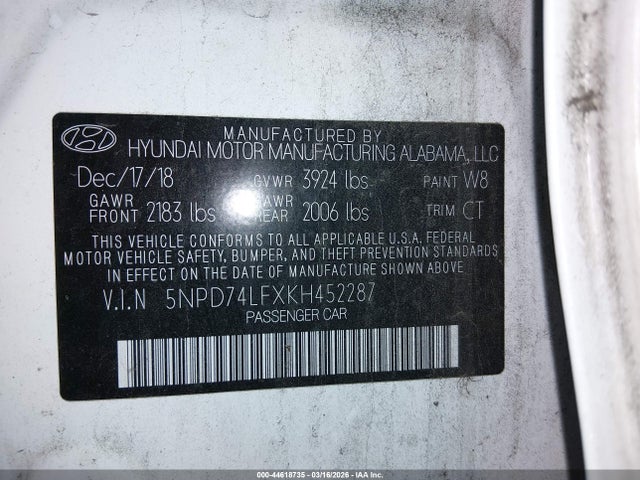 MANUFACTURED BY
HYUNDAI MOTOR MANUFACTURING ALABAMA, LLC
Dec/17/18 GVWR 3924 lbs PAINT W8
GAWR FRONT 2183 lbs GAWR REAR 2006 lbs TRIM CT
THIS VEHICLE CONFORMS TO ALL APPLICABLE U.S.A. FEDERAL
MOTOR VEHICLE SAFETY, BUMPER, AND THEFT PREVENTION STANDARDS
IN EFFECT ON THE DATE OF MANUFACTURE SHOWN ABOVE.
V.I.N 5NPD74LFXKH452287
PASSENGER CAR
000-44618735 - 03/16/2026 - IAA Inc.